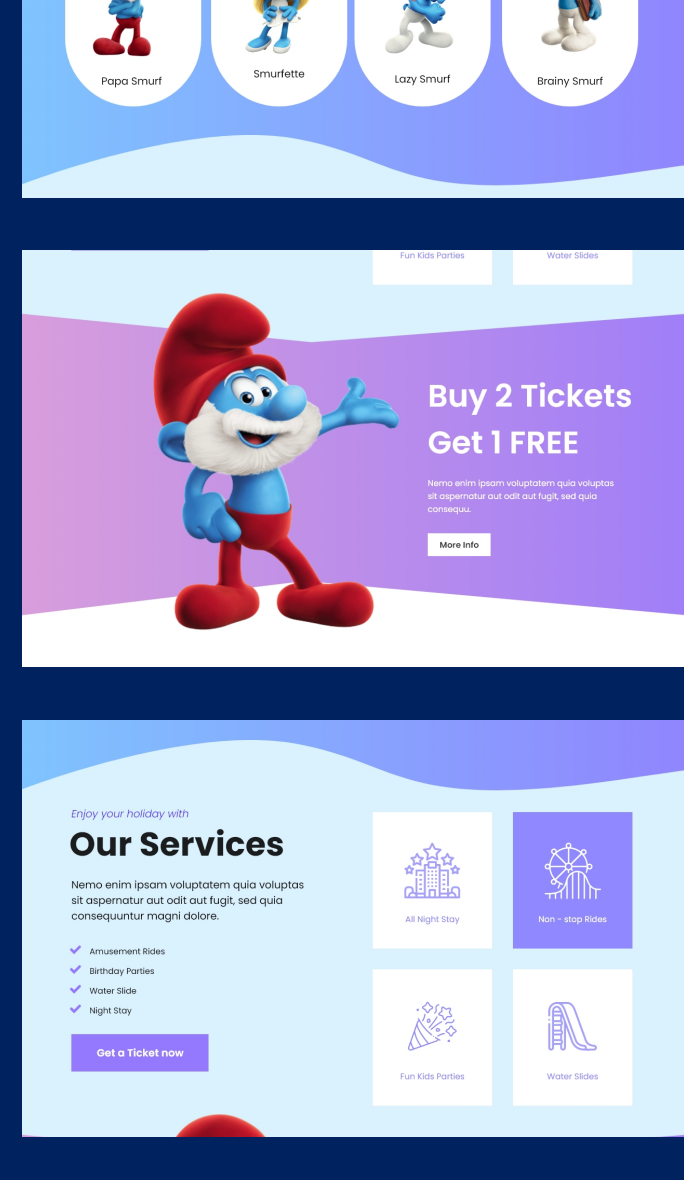 Papa Smurf
Smurfette
Lazy Smurf
Brainy Smurf
Fun Kids Parties
Water Slides
Buy 2 Tickets
Get 1 FREE
Nemo enim ipsam voluptatem quia voluptas
sit aspernatur aut odit aut fugit, sed quia
consequu.
More Info
Enjoy your holiday with
Our Services
Nemo enim ipsam voluptatem quia voluptas
sit aspernatur aut odit aut fugit, sed quia
consequuntur magni dolore.
Amusement Rides
Birthday Parties
Water Slide
Night Stay
Get a Ticket now
All Night Stay
Non - stop Rides
Fun Kids Parties
Water Slides